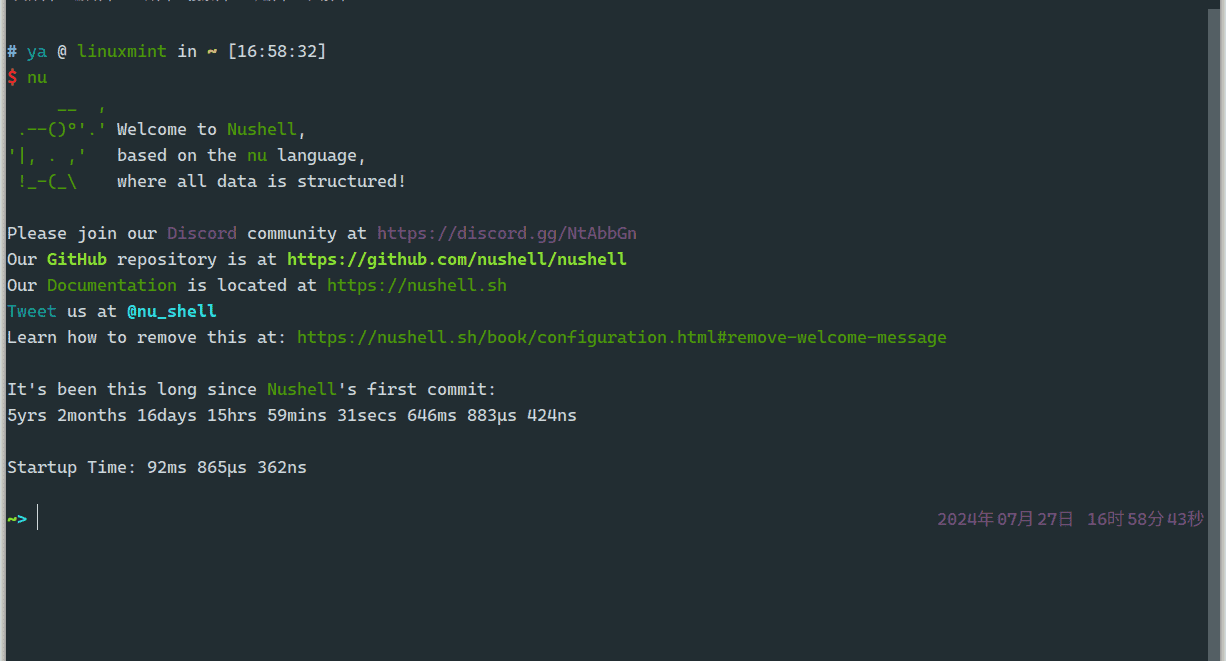 # ya @ linuxmint in ~ [16:58:32]
$ nu
     __  ,
 .--()°'.' Welcome to Nushell,
'|, . ,'   based on the nu language,
 !_-(_\    where all data is structured!
Please join our Discord community at https://discord.gg/NtAbbGn
Our GitHub repository is at https://github.com/nushell/nushell
Our Documentation is located at https://nushell.sh
Tweet us at @nu_shell
Learn how to remove this at: https://nushell.sh/book/configuration.html#remove-welcome-message
It's been this long since Nushell's first commit:
5yrs 2months 16days 15hrs 59mins 31secs 646ms 883µs 424ns
Startup Time: 92ms 865µs 362ns
~> 2024年07月27日 16时58分43秒